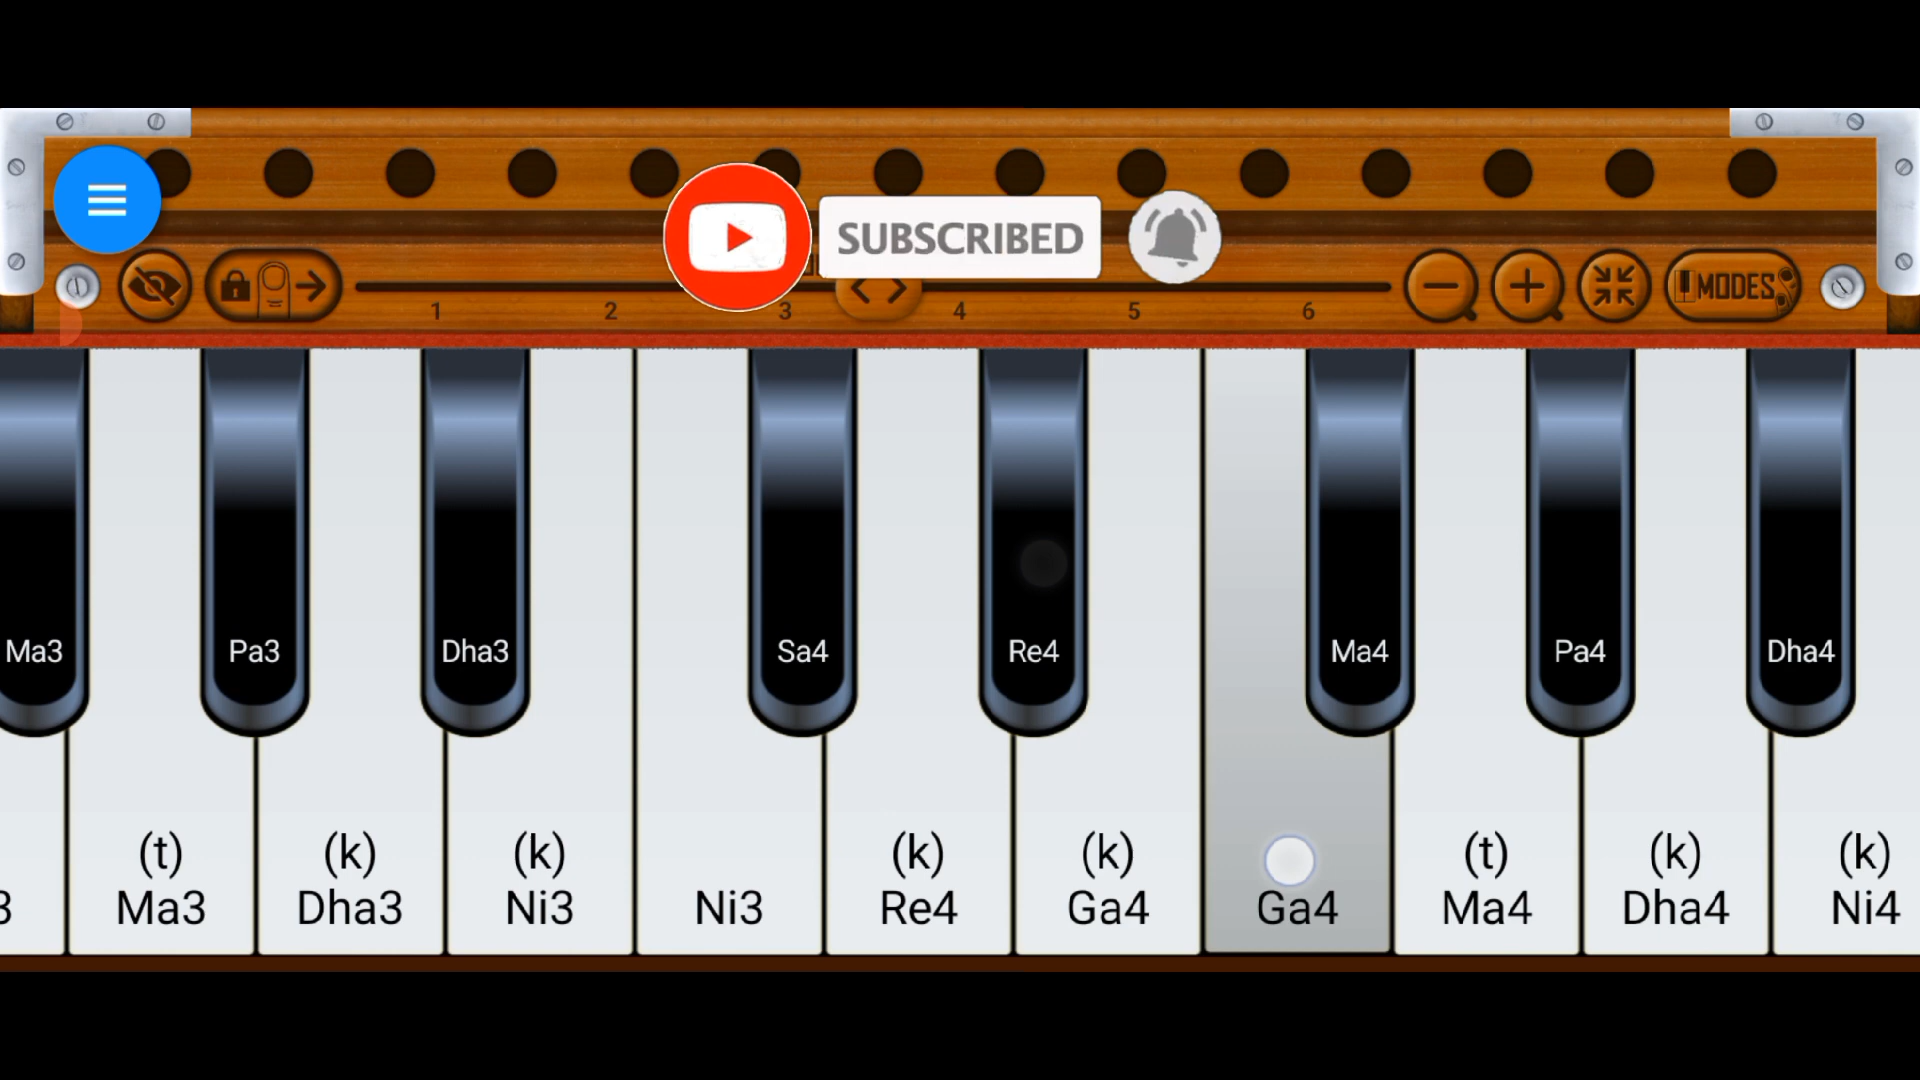 SUBSCRIBED
MODES
1 2 3 4 5 6
Ma3 Pa3 Dha3 Sa4 Re4 Ma4 Pa4 Dha4
(t) (k) (k) (k) (k) (t) (k) (k)
3 Ma3 Dha3 Ni3 Ni3 Re4 Ga4 Ga4 Ma4 Dha4 Ni4